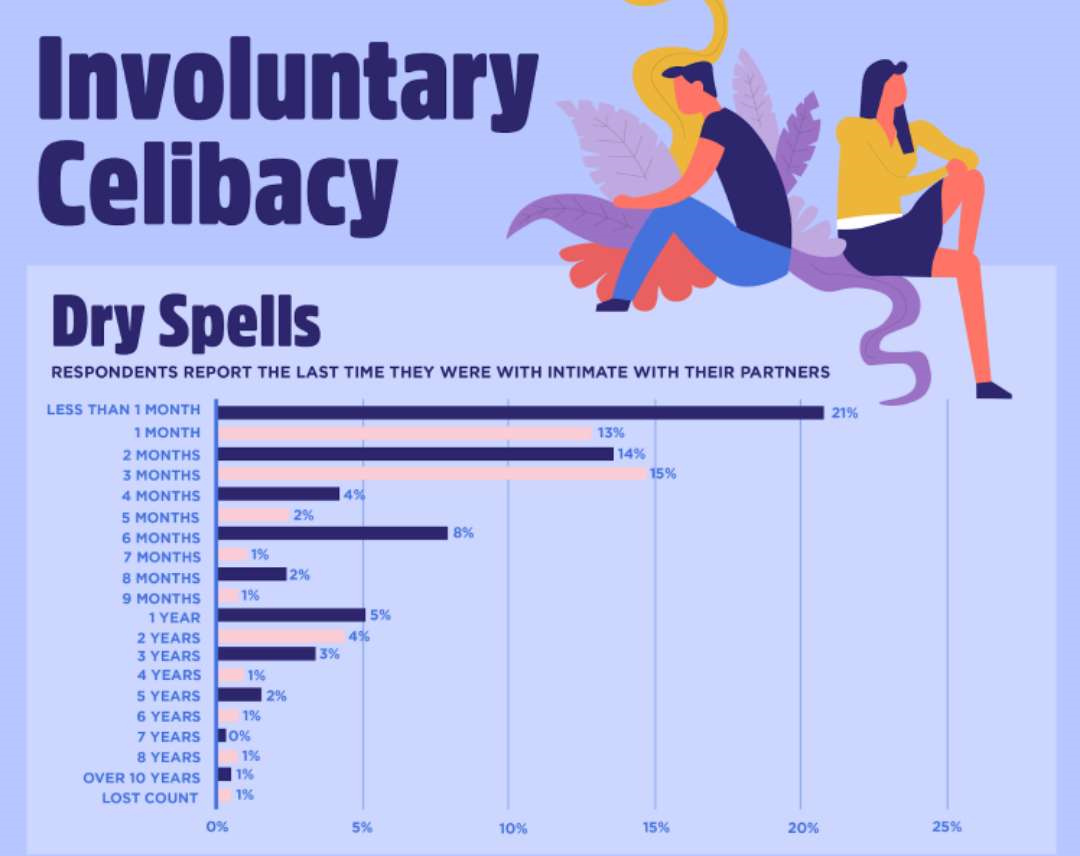 Involuntary
Celibacy
Dry Spells
RESPONDENTS REPORT THE LAST TIME THEY WERE WITH INTIMATE WITH THEIR PARTNERS
LESS THAN 1 MONTH 21%
1 MONTH 13%
2 MONTHS 14%
3 MONTHS 15%
4 MONTHS 4%
5 MONTHS 2%
6 MONTHS 8%
7 MONTHS 1%
8 MONTHS 2%
9 MONTHS 1%
1 YEAR 5%
2 YEARS 4%
3 YEARS 3%
4 YEARS 1%
5 YEARS 2%
6 YEARS 1%
7 YEARS 0%
8 YEARS 1%
OVER 10 YEARS 1%
LOST COUNT 1%
0% 5% 10% 15% 20% 25%